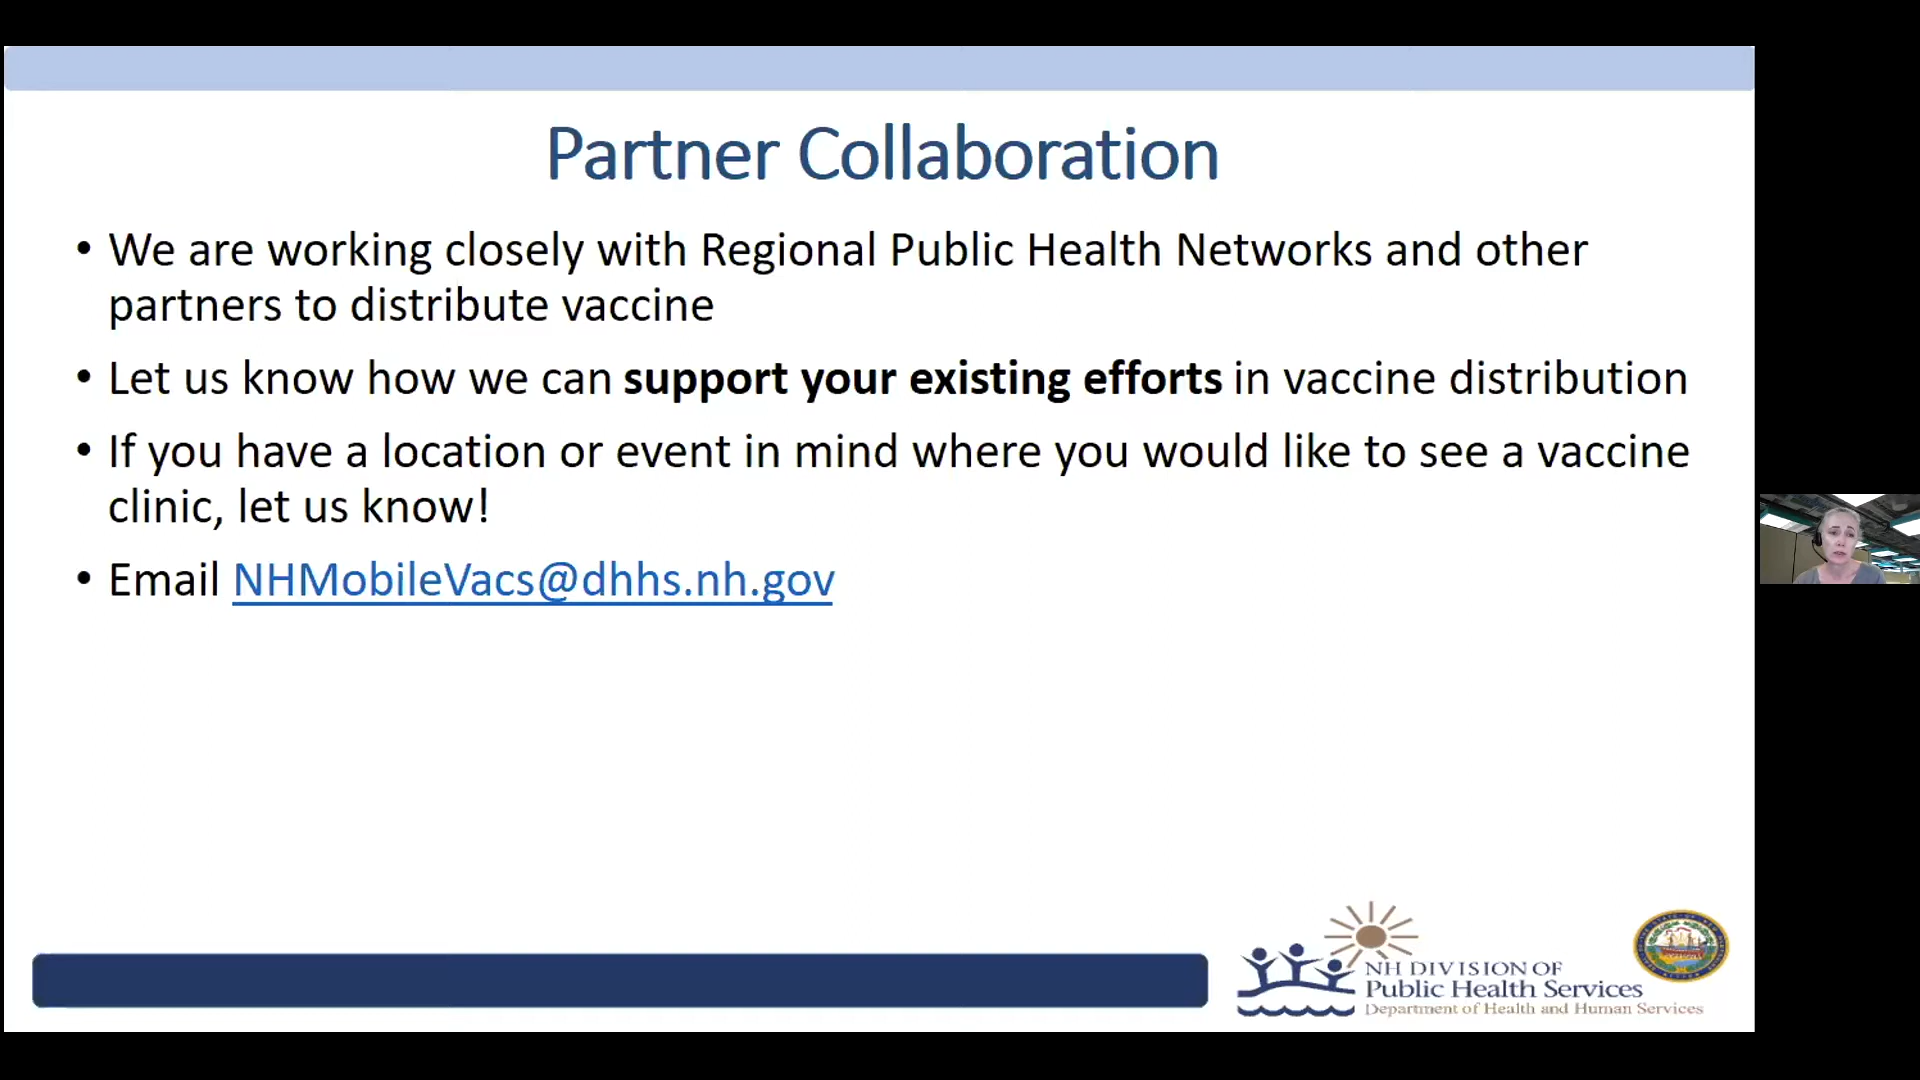 Partner Collaboration
• We are working closely with Regional Public Health Networks and other
partners to distribute vaccine
• Let us know how we can support your existing efforts in vaccine distribution
• If you have a location or event in mind where you would like to see a vaccine
clinic, let us know!
• Email NHMobileVacs@dhhs.nh.gov
NH DIVISION OF
Public Health Services
Department of Health and Human Services